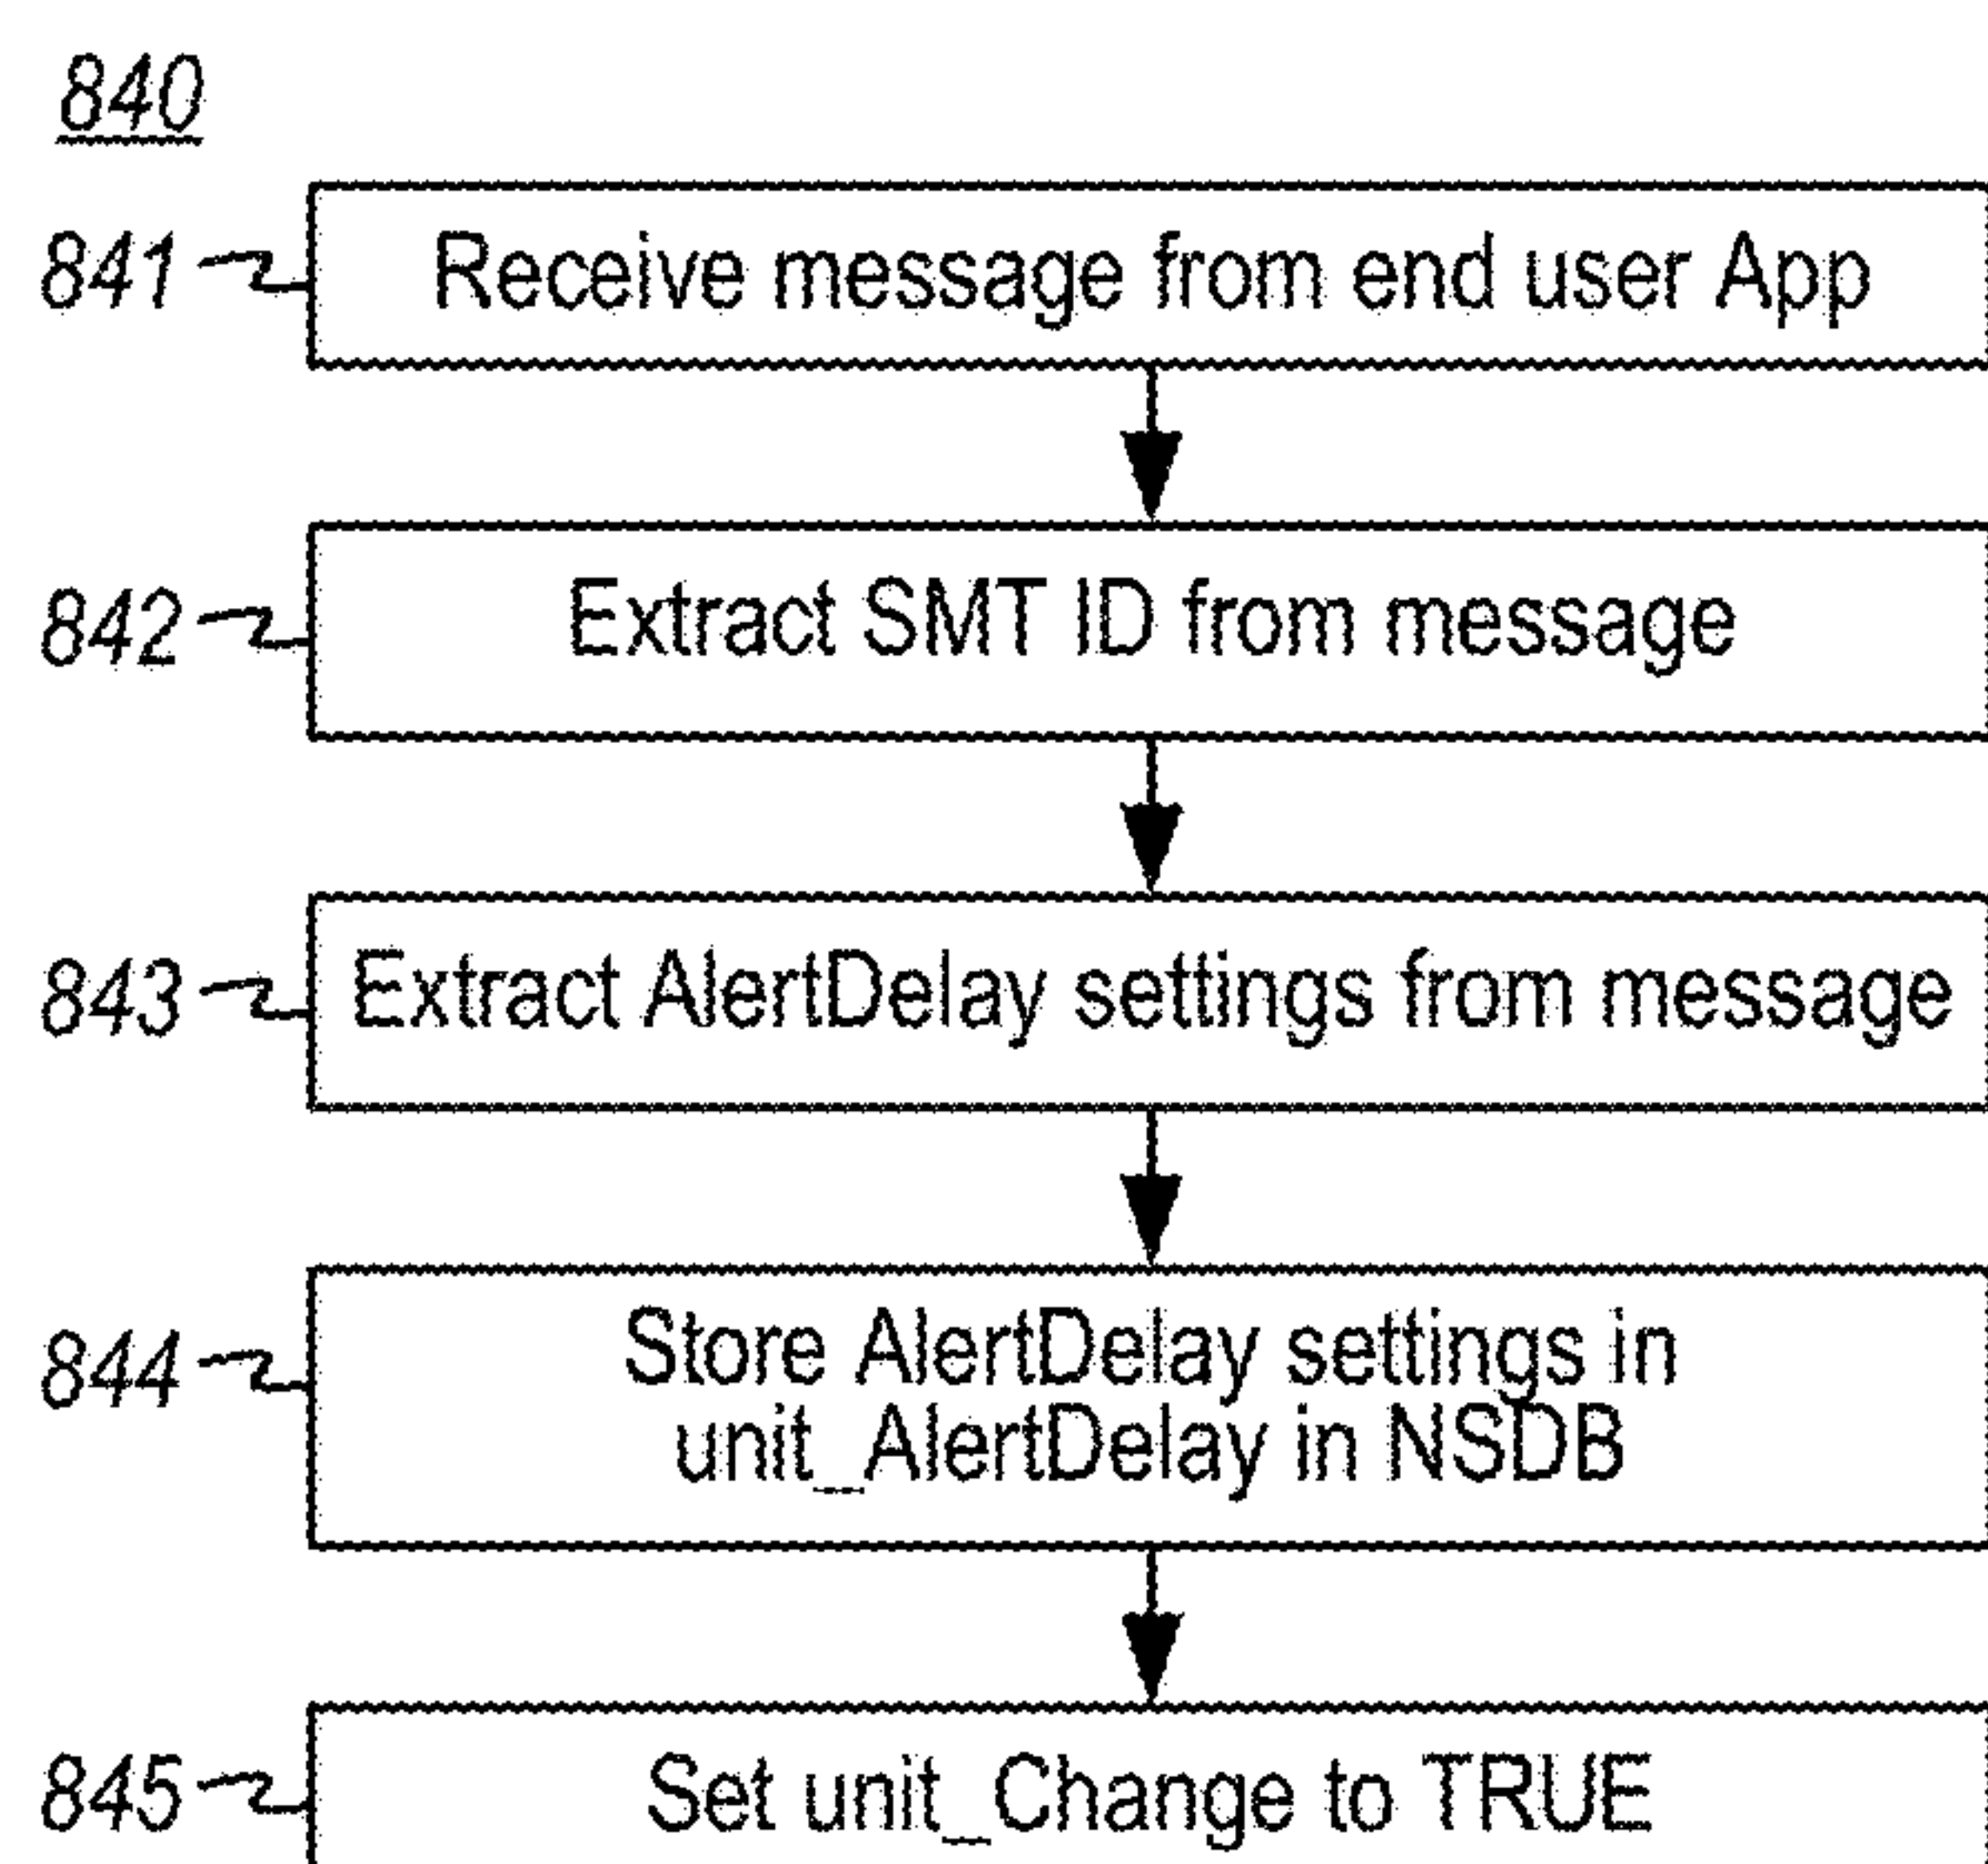 840
841 Receive message from end user App
842 Extract SMT ID from message
843 Extract AlertDelay settings from message
844 Store AlertDelay settings in
unit_AlertDelay in NSDB
845 Set unit_Change to TRUE